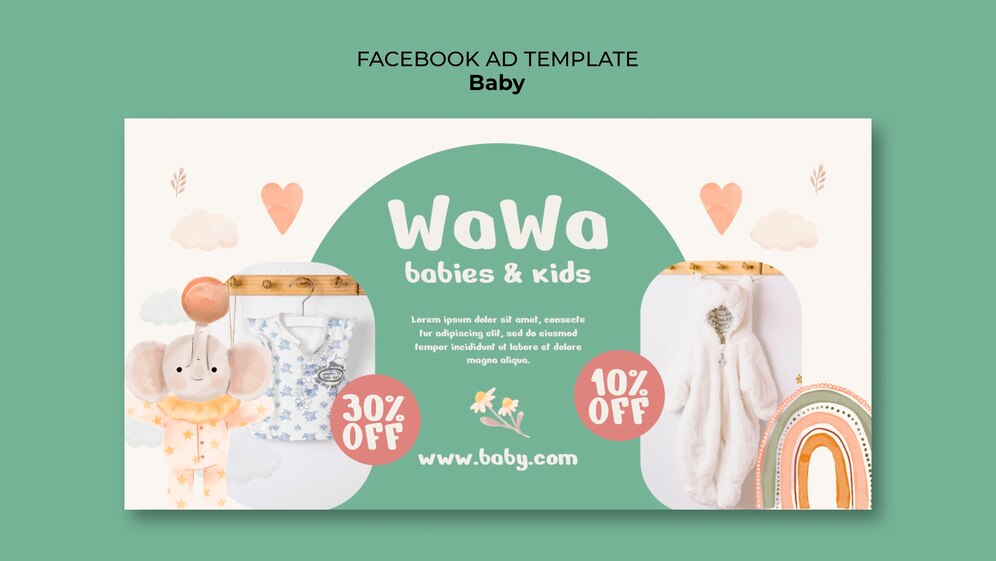 FACEBOOK AD TEMPLATE
Baby
WaWa
babies & kids
Lorem ipsum dolor sit amet, consecte
tur adipiscing elit, sed do eiusmod
tempor incididunt ut labore et dolore
magna aliqua.
30%
OFF
10%
OFF
www.baby.com